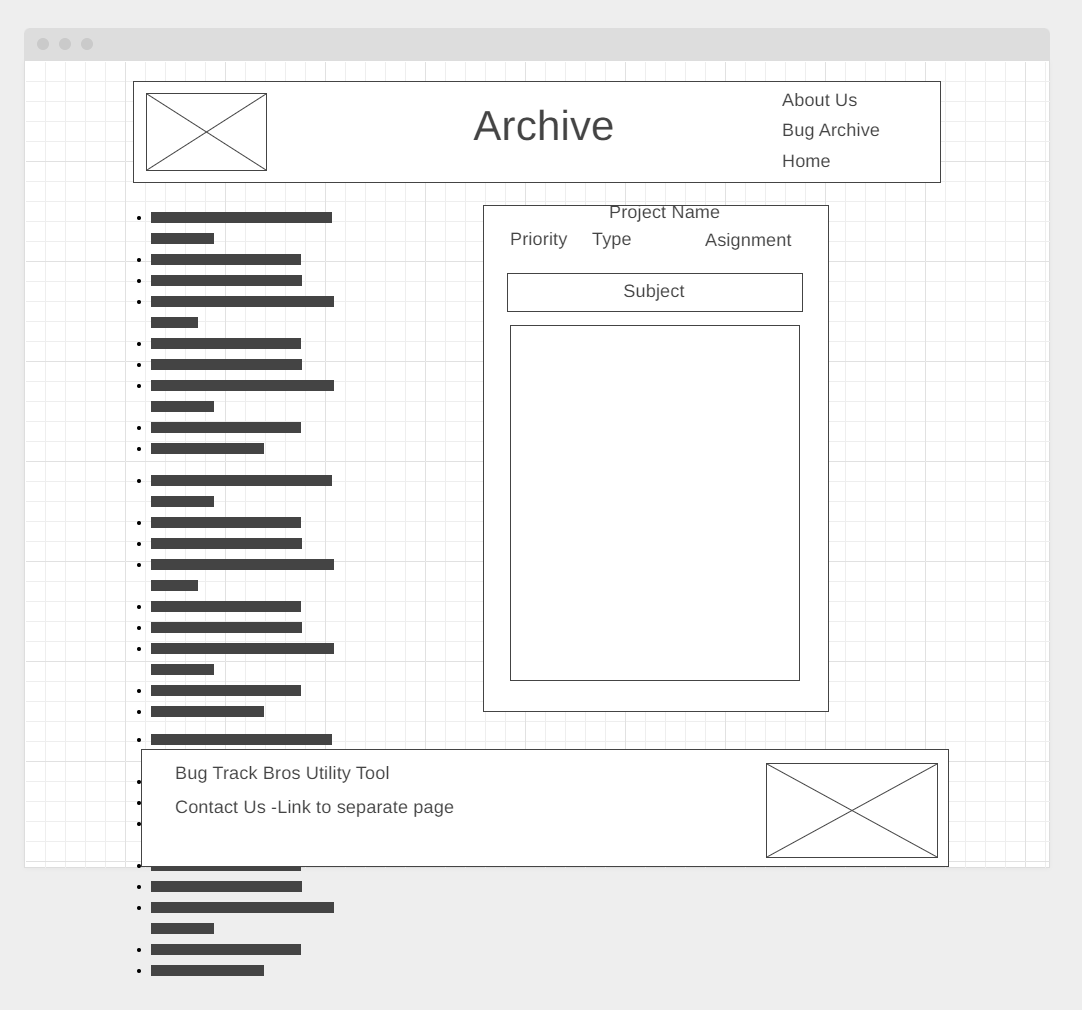 Archive
About Us
Bug Archive
Home
Project Name
Priority Type Asignment
Subject
Bug Track Bros Utility Tool
Contact Us -Link to separate page